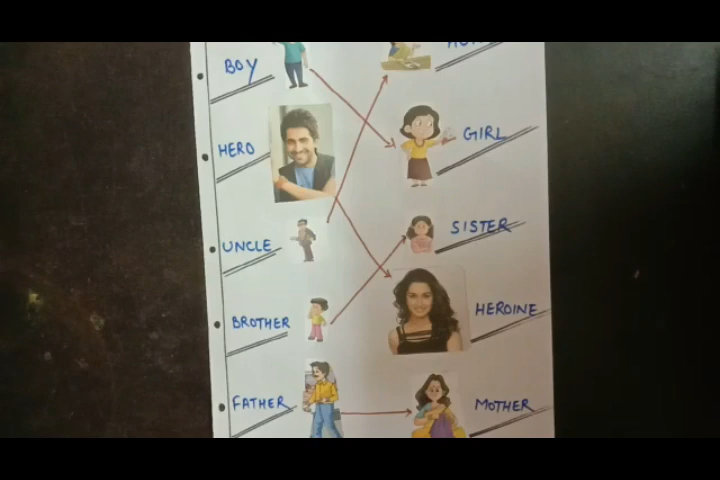 BOY
HERO
GIRL
UNCLE
SISTER
BROTHER
HEROINE
FATHER
MOTHER